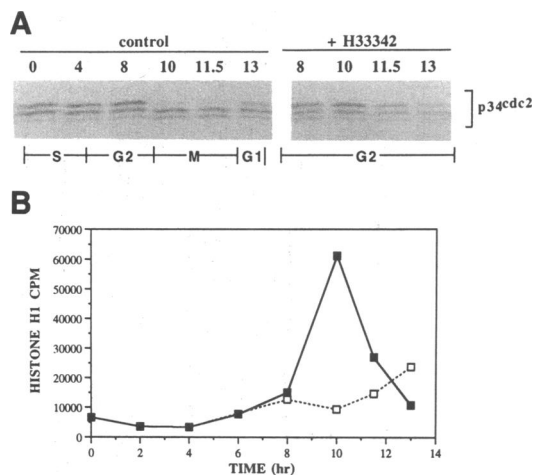 A
control
+ H33342
0 4 8 10 11.5 13
8 10 11.5 13
p34cdc2
S G2 M G1
G2
B
HISTONE H1 CPM
70000
60000
50000
40000
30000
20000
10000
0
0 2 4 6 8 10 12 14
TIME (hr)